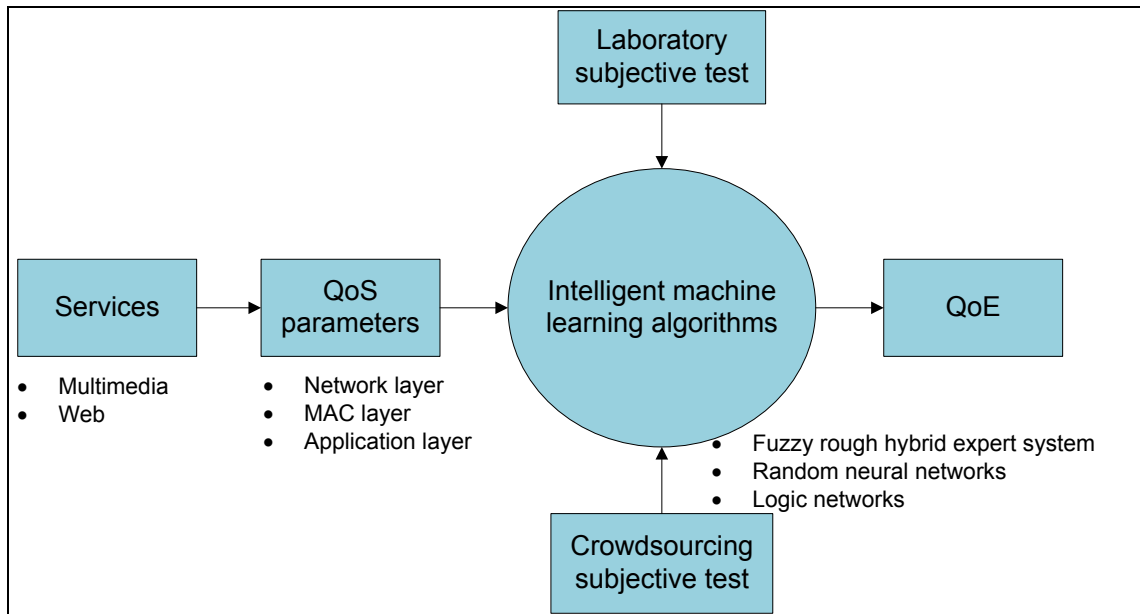 Laboratory
subjective test
Services
QoS
parameters
Intelligent machine
learning algorithms
QoE
• Multimedia
• Web
• Network layer
• MAC layer
• Application layer
• Fuzzy rough hybrid expert system
• Random neural networks
• Logic networks
Crowdsourcing
subjective test